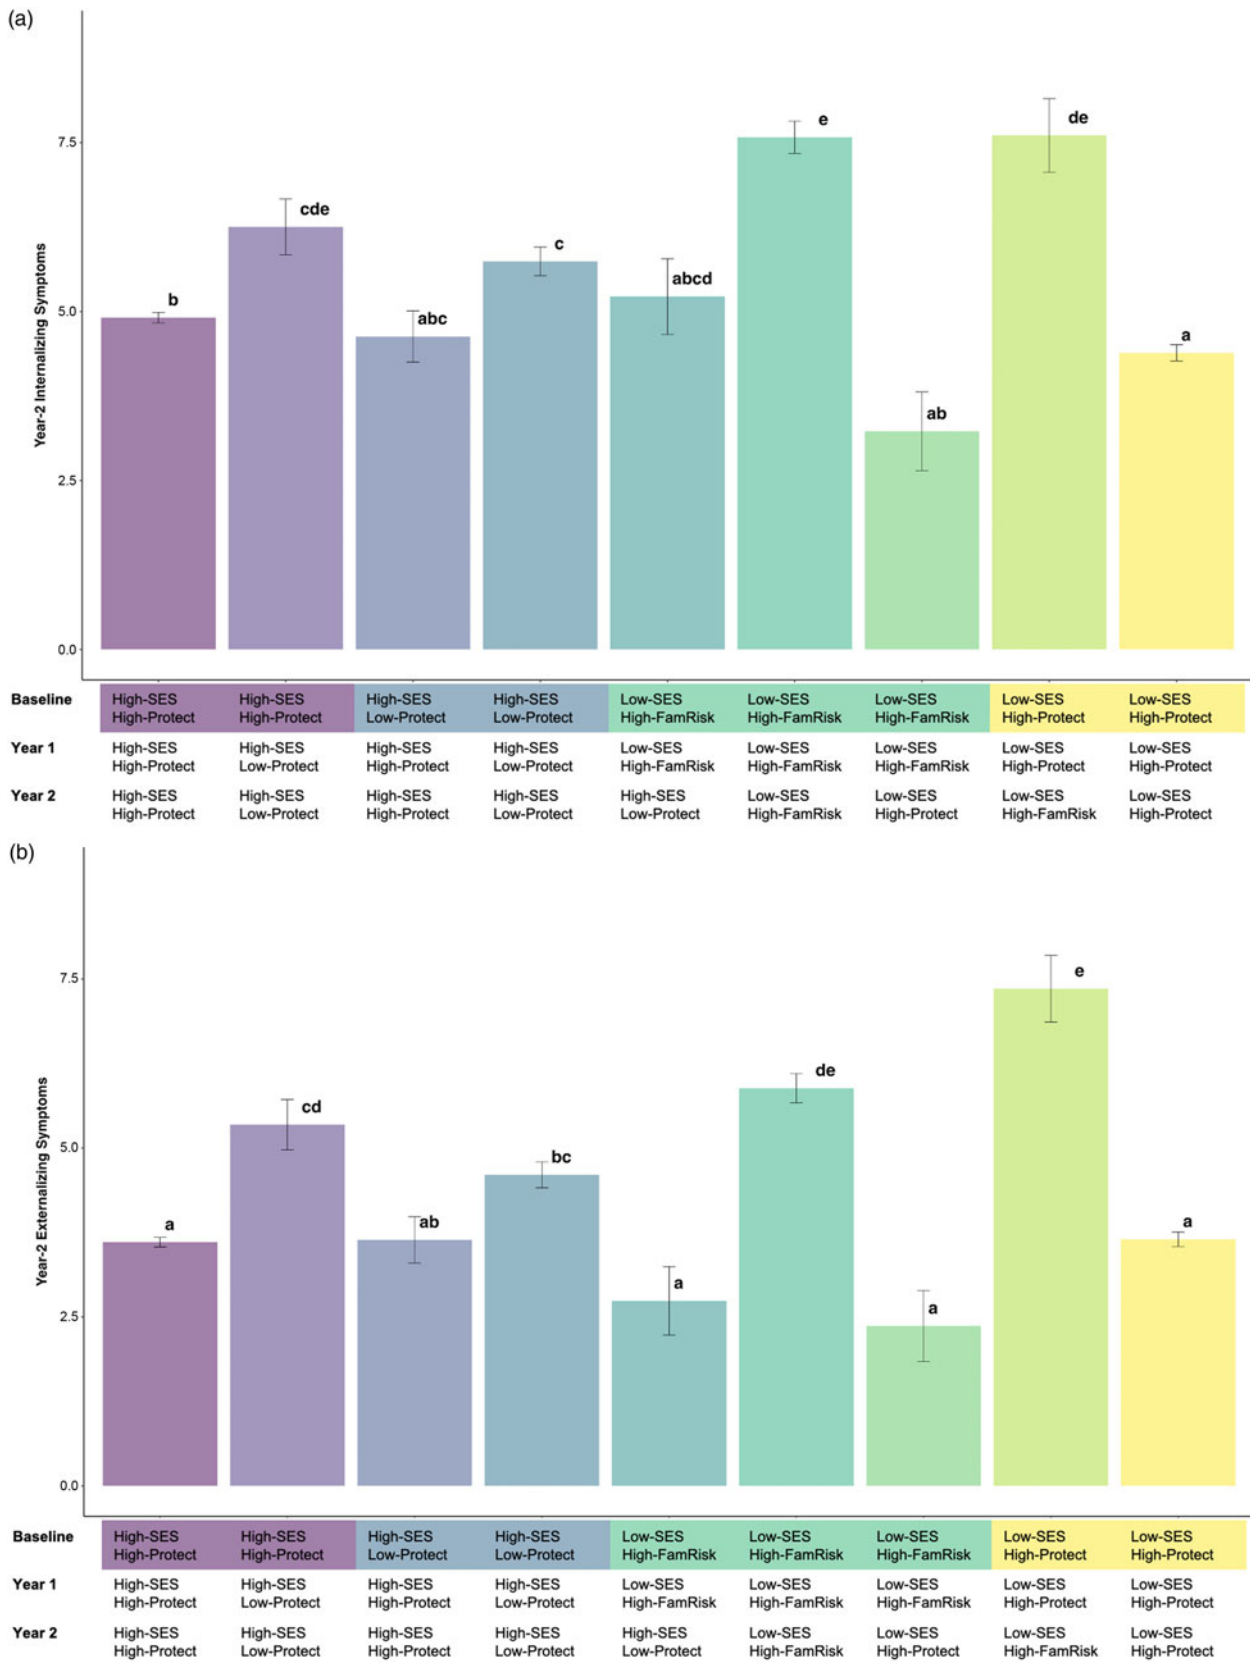 (a)
Year-2 Internalizing Symptoms
7.5
5.0
2.5
0.0
b
cde
abc
c
abcd
e
ab
de
a
Baseline High-SES High-SES High-SES High-SES Low-SES Low-SES Low-SES Low-SES Low-SES
High-Protect High-Protect Low-Protect Low-Protect High-FamRisk High-FamRisk High-FamRisk High-Protect High-Protect
Year 1 High-SES High-SES High-SES High-SES Low-SES Low-SES Low-SES Low-SES Low-SES
High-Protect Low-Protect High-Protect Low-Protect High-FamRisk High-FamRisk High-FamRisk High-Protect High-Protect
Year 2 High-SES High-SES High-SES High-SES High-SES Low-SES Low-SES Low-SES Low-SES
High-Protect Low-Protect High-Protect Low-Protect Low-Protect High-FamRisk High-Protect High-FamRisk High-Protect
(b)
Year-2 Externalizing Symptoms
7.5
5.0
2.5
0.0
a
cd
ab
bc
a
de
a
e
a
Baseline High-SES High-SES High-SES High-SES Low-SES Low-SES Low-SES Low-SES Low-SES
High-Protect High-Protect Low-Protect Low-Protect High-FamRisk High-FamRisk High-FamRisk High-Protect High-Protect
Year 1 High-SES High-SES High-SES High-SES Low-SES Low-SES Low-SES Low-SES Low-SES
High-Protect Low-Protect High-Protect Low-Protect High-FamRisk High-FamRisk High-FamRisk High-Protect High-Protect
Year 2 High-SES High-SES High-SES High-SES High-SES Low-SES Low-SES Low-SES Low-SES
High-Protect Low-Protect High-Protect Low-Protect Low-Protect High-FamRisk High-Protect High-FamRisk High-Protect